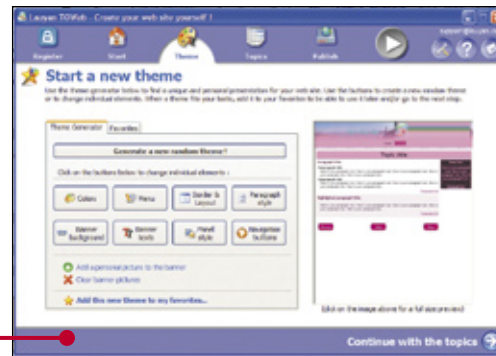 Lauyan TOWeb - Create your web site yourself !
Register
Start
Theme
Topics
Publish
Start a new theme
Use the theme generator below to find a unique and personal presentation for your web site. Use the buttons to create a new random theme
or to change individual elements. When a theme fits your tastes, add it to your favorites to be able to use it later and/or go to the next step.
Theme Generator
Favorites
Generate a new random theme!
Click on the buttons below to change individual elements :
Colors
Menu
Border & Layout
Paragraph style
Banner background
Banner texts
Panel style
Navigation buttons
Add a personal picture to the banner
Clear banner pictures
Add this new theme to my favorites...
Topic title
(click on the image above for a full size preview)
Continue with the topics